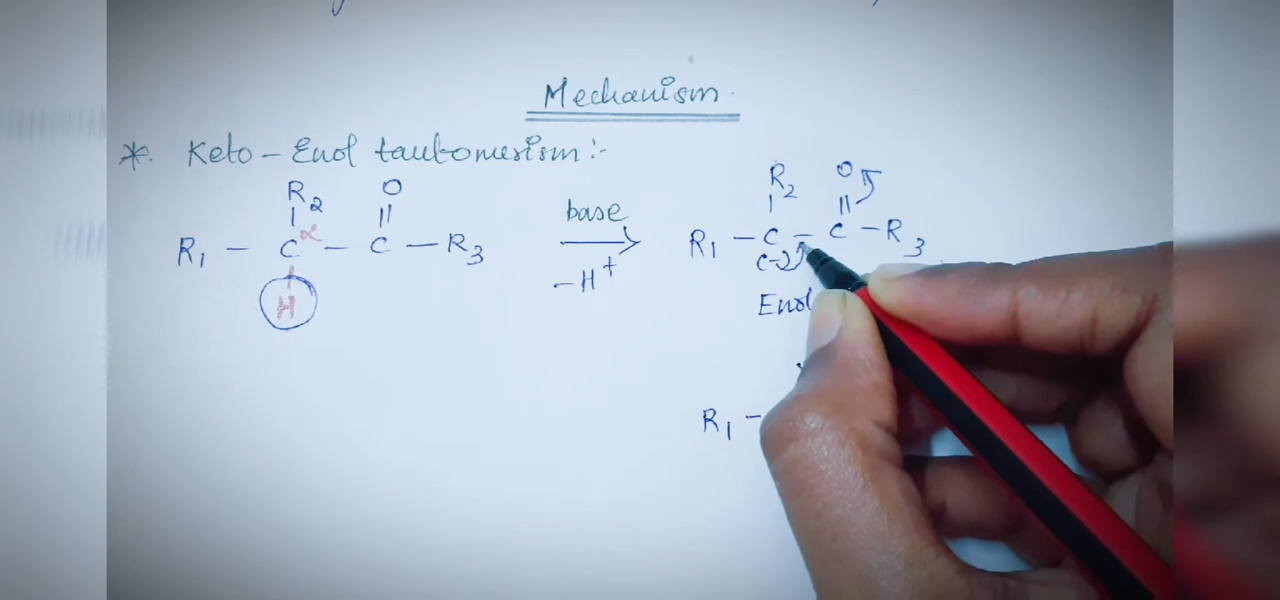 Mechanism.
*. Keto - Enol tautomerism :-
R2 O
R1 - C α - C - R3
H
base
-H+
R2 O
R1 - C - C - R3
(-)
Enol
R1 -